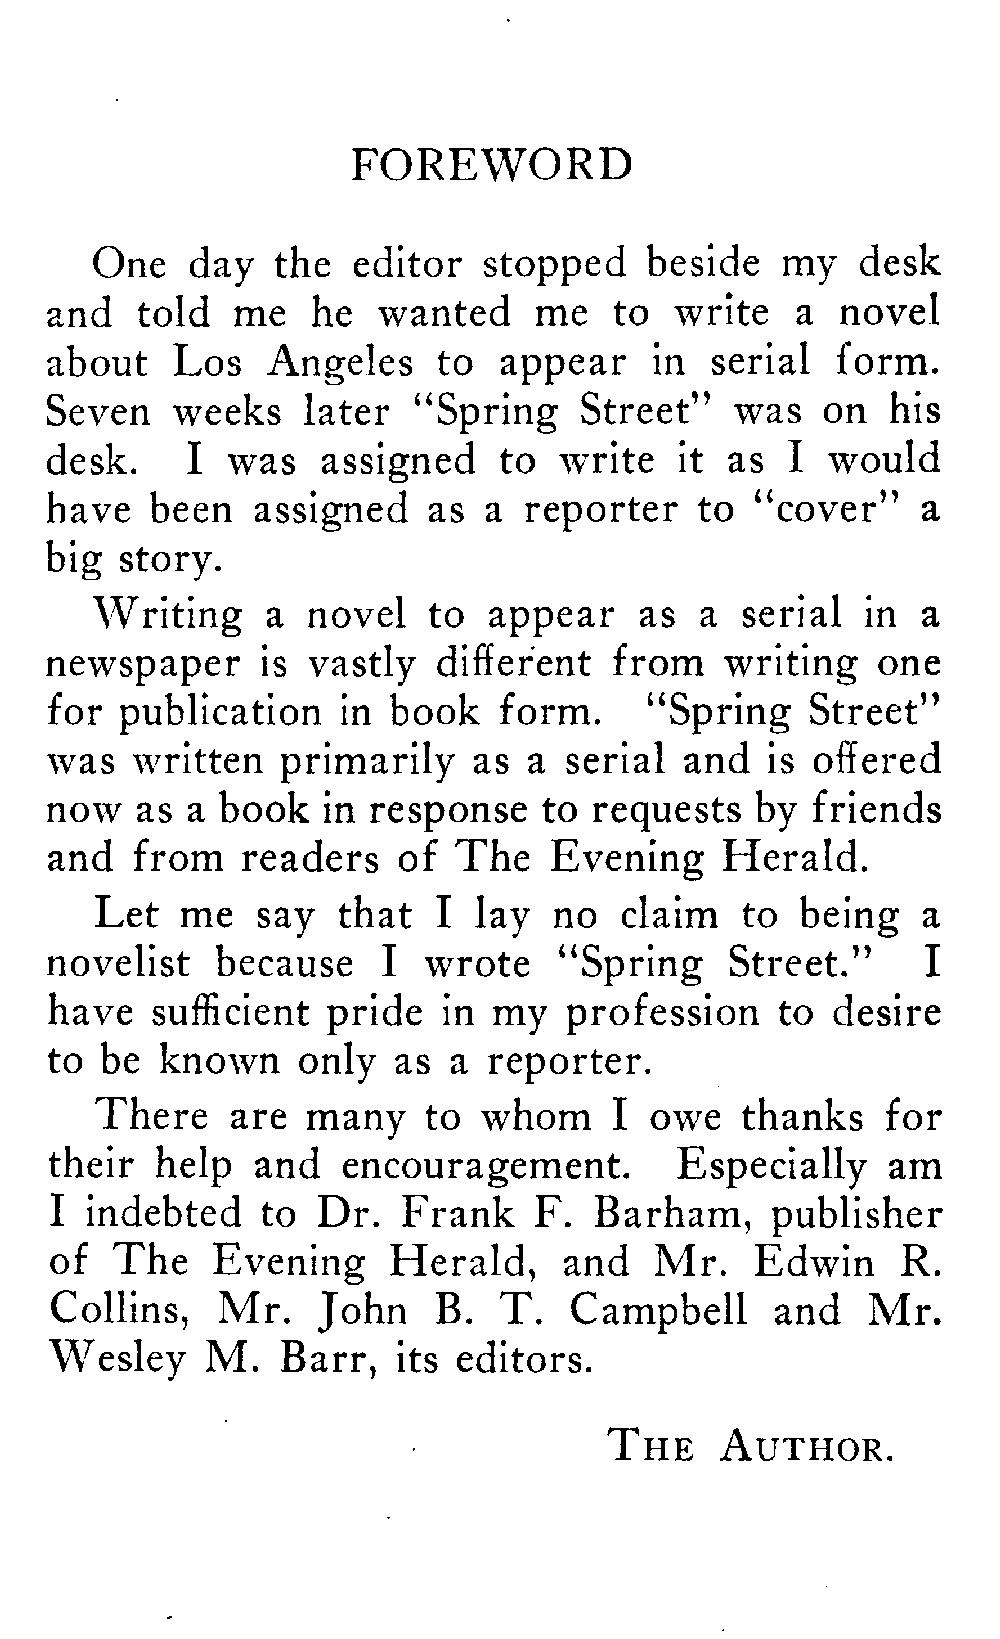 FOREWORD
One day the editor stopped beside my desk
and told me he wanted me to write a novel
about Los Angeles to appear in serial form.
Seven weeks later "Spring Street" was on his
desk. I was assigned to write it as I would
have been assigned as a reporter to "cover" a
big story.
Writing a novel to appear as a serial in a
newspaper is vastly different from writing one
for publication in book form. "Spring Street"
was written primarily as a serial and is offered
now as a book in response to requests by friends
and from readers of The Evening Herald.
Let me say that I lay no claim to being a
novelist because I wrote "Spring Street." I
have sufficient pride in my profession to desire
to be known only as a reporter.
There are many to whom I owe thanks for
their help and encouragement. Especially am
I indebted to Dr. Frank F. Barham, publisher
of The Evening Herald, and Mr. Edwin R.
Collins, Mr. John B. T. Campbell and Mr.
Wesley M. Barr, its editors.
THE AUTHOR.